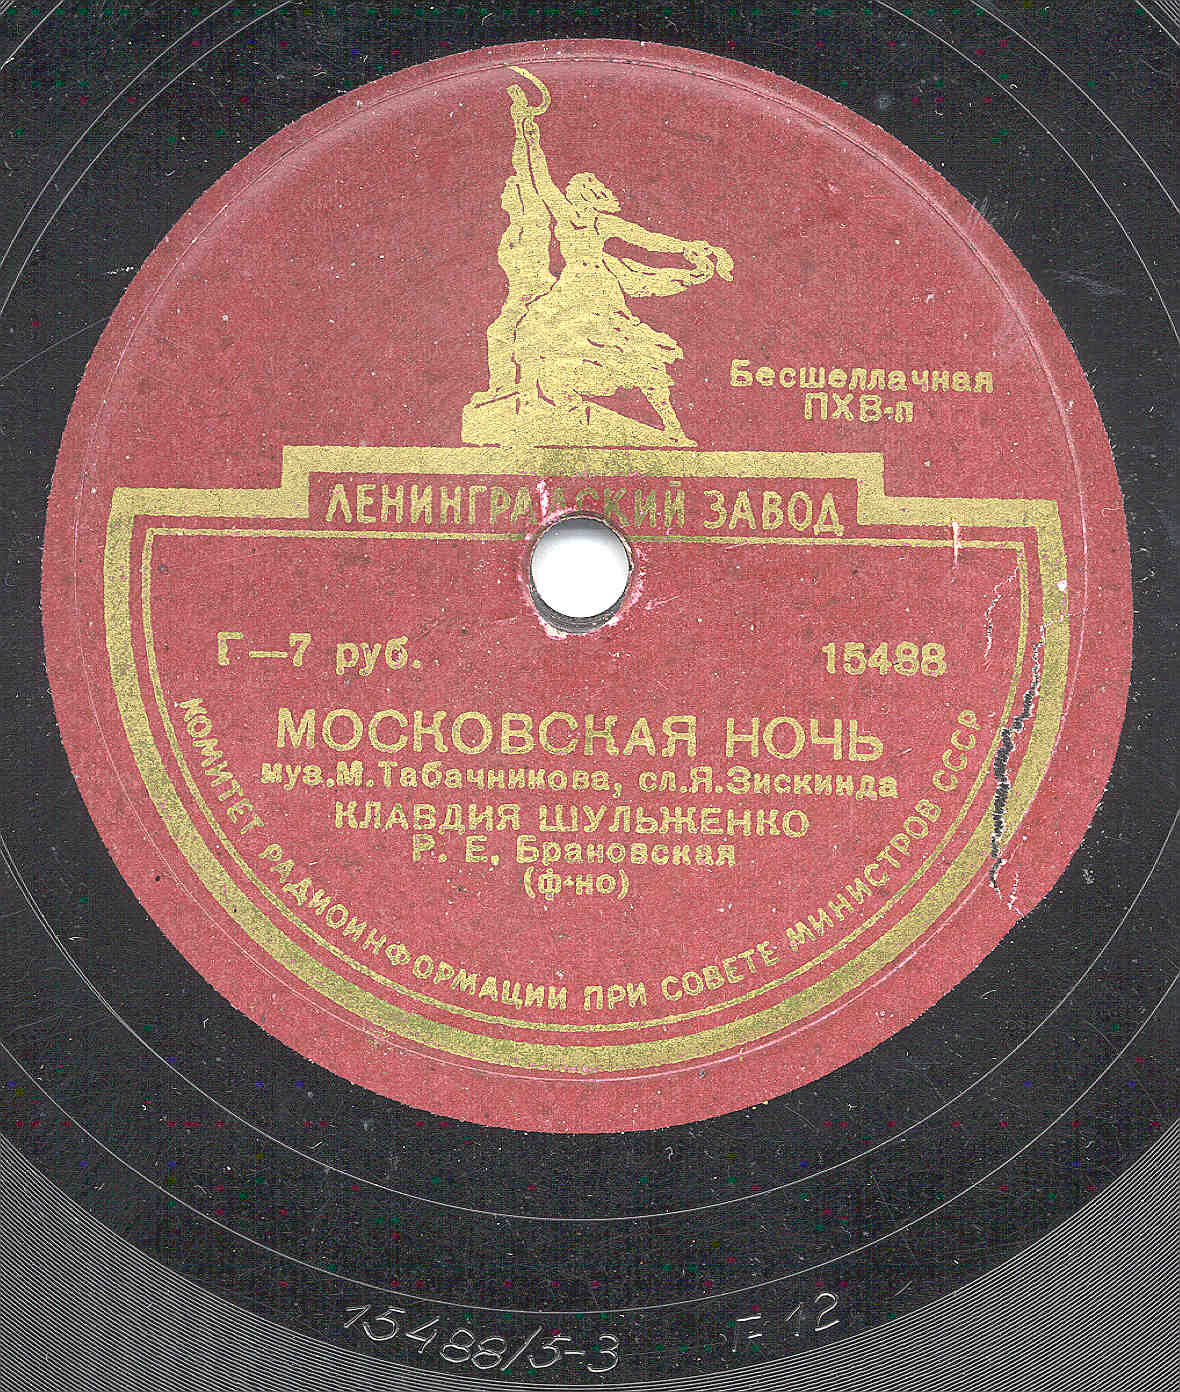 Бесшеллачная
ПХВ-п
ЛЕНИНГРАДСКИЙ ЗАВОД
Г—7 руб.
15488
МОСКОВСКАЯ НОЧЬ
муз.М.Табачникова, сл.Я.Зискинда
КЛАВДИЯ ШУЛЬЖЕНКО
Р. Е. Брановская
(ф-но)
КОМИТЕТ РАДИОИНФОРМАЦИИ ПРИ СОВЕТЕ МИНИСТРОВ СССР
15488/5-3
12